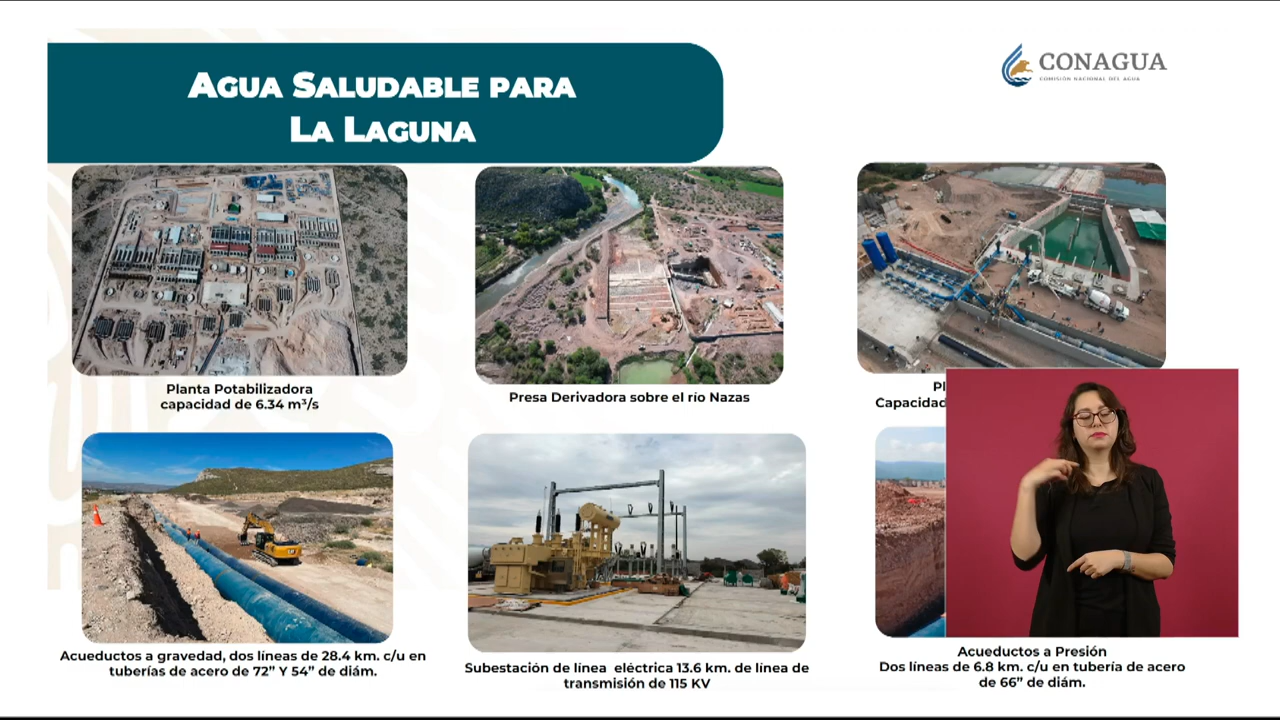 AGUA SALUDABLE PARA
LA LAGUNA
CONAGUA
COMISIÓN NACIONAL DEL AGUA
Planta Potabilizadora
capacidad de 6.34 m³/s
Presa Derivadora sobre el río Nazas
Capacidad
Acueductos a gravedad, dos líneas de 28.4 km. c/u en
tuberías de acero de 72” Y 54” de diám.
Subestación de línea eléctrica 13.6 km. de línea de
transmisión de 115 KV
Acueductos a Presión
Dos líneas de 6.8 km. c/u en tubería de acero
de 66” de diám.